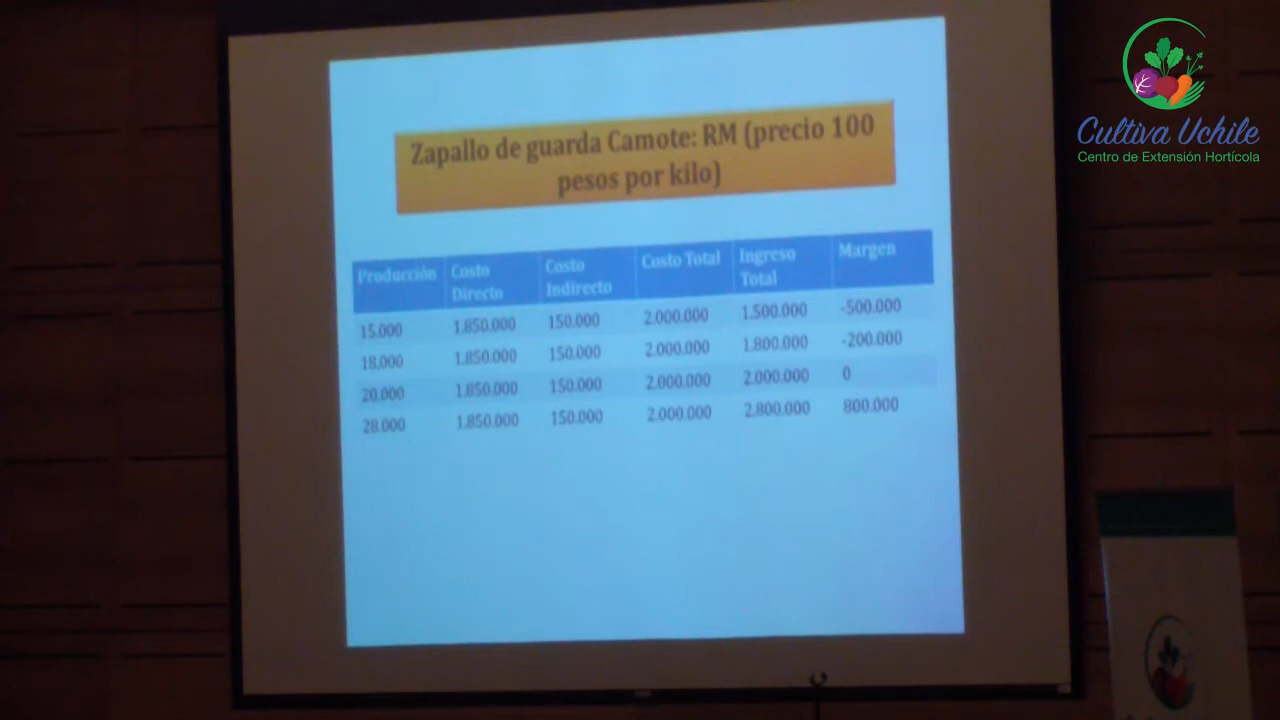 Cultiva Uchile
Centro de Extensión Hortícola
Zapallo de guarda Camote: RM (precio 100
pesos por kilo)
Producción Costo Directo Costo Indirecto Costo Total Ingreso Total Margen
15.000 1.850.000 150.000 2.000.000 1.500.000 -500.000
18.000 1.850.000 150.000 2.000.000 1.800.000 -200.000
20.000 1.850.000 150.000 2.000.000 2.000.000 0
28.000 1.850.000 150.000 2.000.000 2.800.000 800.000